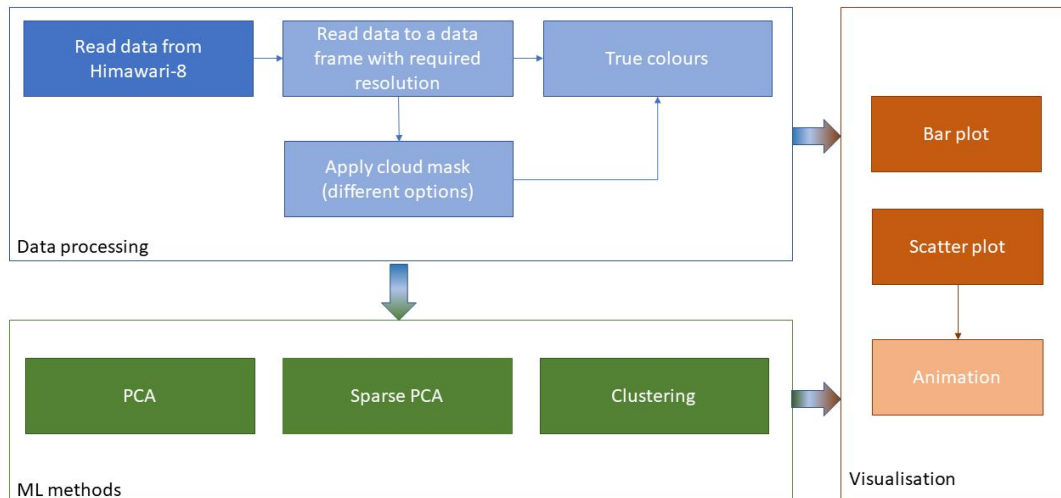 Read data from
Himawari-8
Read data to a data
frame with required
resolution
True colours
Apply cloud mask
(different options)
Data processing
PCA
Sparse PCA
Clustering
ML methods
Bar plot
Scatter plot
Animation
Visualisation